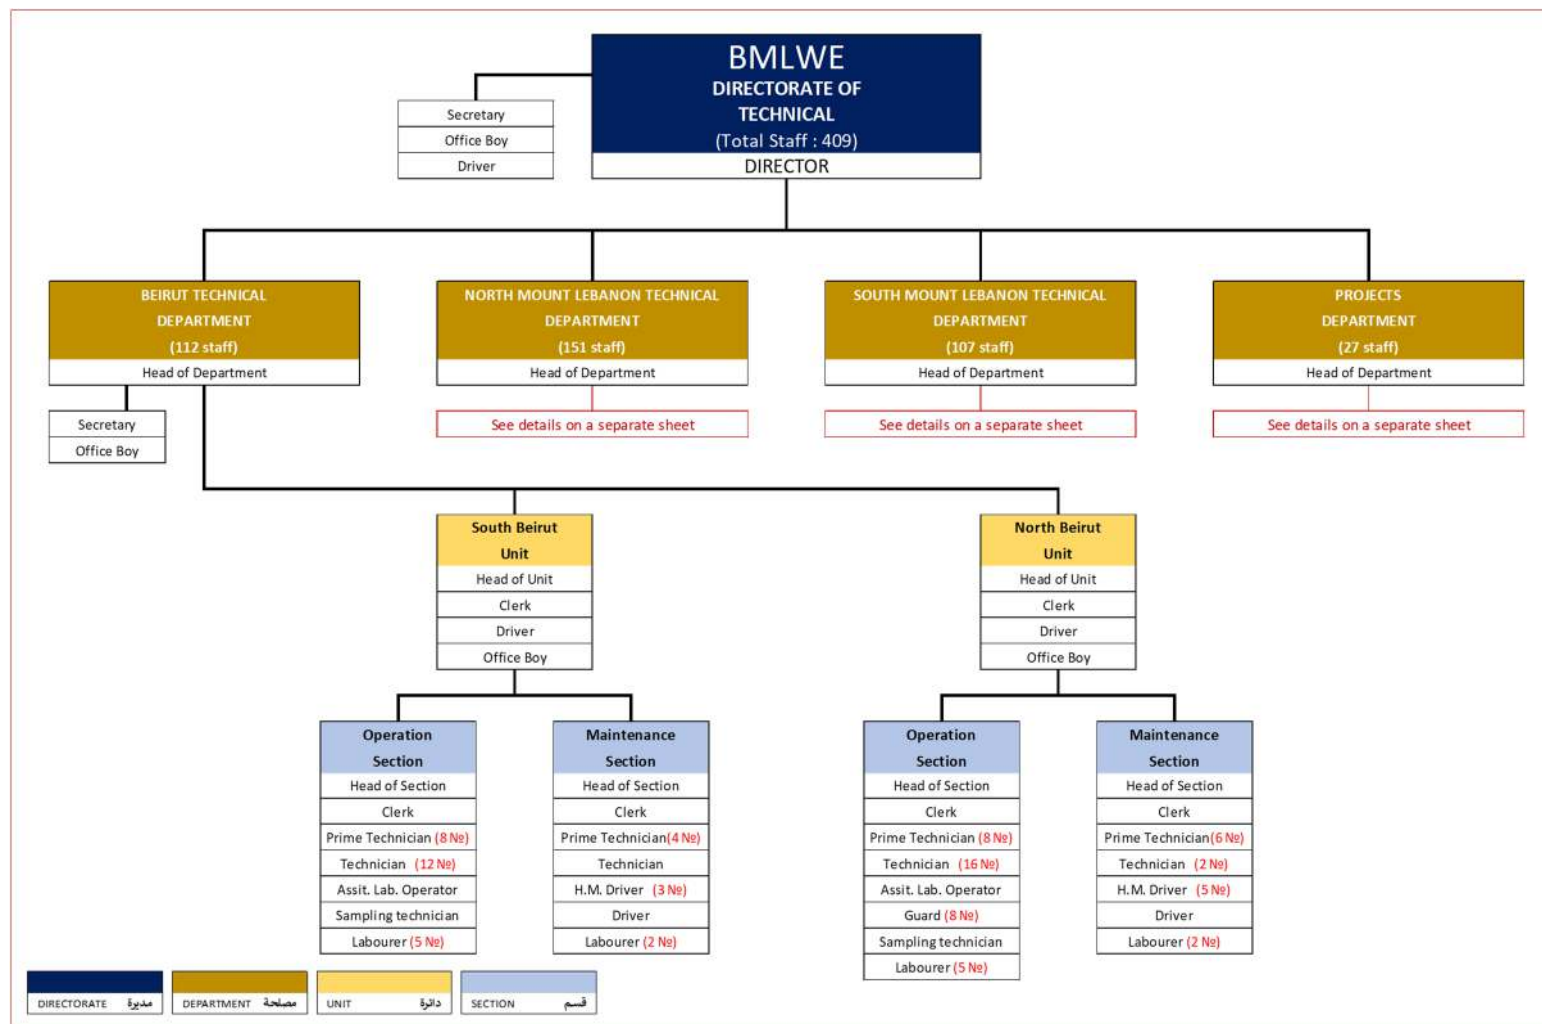 BMLWE
DIRECTORATE OF
TECHNICAL
(Total Staff : 409)
DIRECTOR
Secretary
Office Boy
Driver
BEIRUT TECHNICAL
DEPARTMENT
(112 staff)
Head of Department
Secretary
Office Boy
NORTH MOUNT LEBANON TECHNICAL
DEPARTMENT
(151 staff)
Head of Department
See details on a separate sheet
SOUTH MOUNT LEBANON TECHNICAL
DEPARTMENT
(107 staff)
Head of Department
See details on a separate sheet
PROJECTS
DEPARTMENT
(27 staff)
Head of Department
See details on a separate sheet
South Beirut
Unit
Head of Unit
Clerk
Driver
Office Boy
North Beirut
Unit
Head of Unit
Clerk
Driver
Office Boy
Operation
Section
Head of Section
Clerk
Prime Technician (8 №)
Technician (12 №)
Assit. Lab. Operator
Sampling technician
Labourer (5 №)
Maintenance
Section
Head of Section
Clerk
Prime Technician(4 №)
Technician
H.M. Driver (3 №)
Driver
Labourer (2 №)
Operation
Section
Head of Section
Clerk
Prime Technician (8 №)
Technician (16 №)
Assit. Lab. Operator
Guard (8 №)
Sampling technician
Labourer (5 №)
Maintenance
Section
Head of Section
Clerk
Prime Technician(6 №)
Technician (2 №)
H.M. Driver (5 №)
Driver
Labourer (2 №)
DIRECTORATE مديرة
DEPARTMENT مصلحة
UNIT دائرة
SECTION قسم